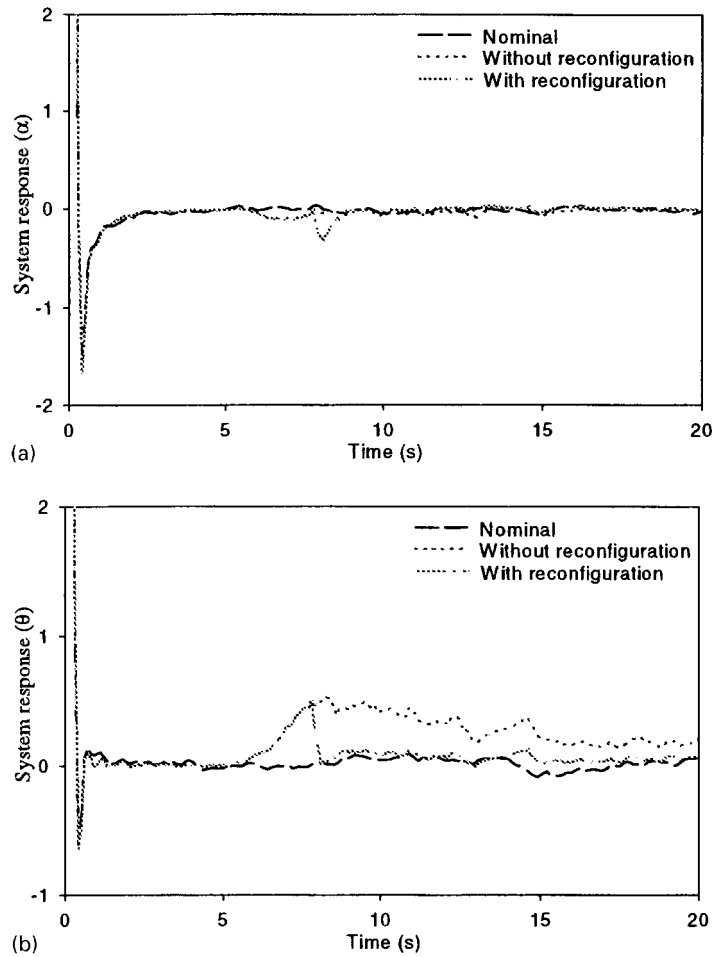 2
Nominal
Without reconfiguration
With reconfiguration
1
System response (α)
0
-1
-2
0 5 10 15 20
Time (s)
(a)
2
Nominal
Without reconfiguration
With reconfiguration
1
System response (θ)
0
-1
0 5 10 15 20
Time (s)
(b)